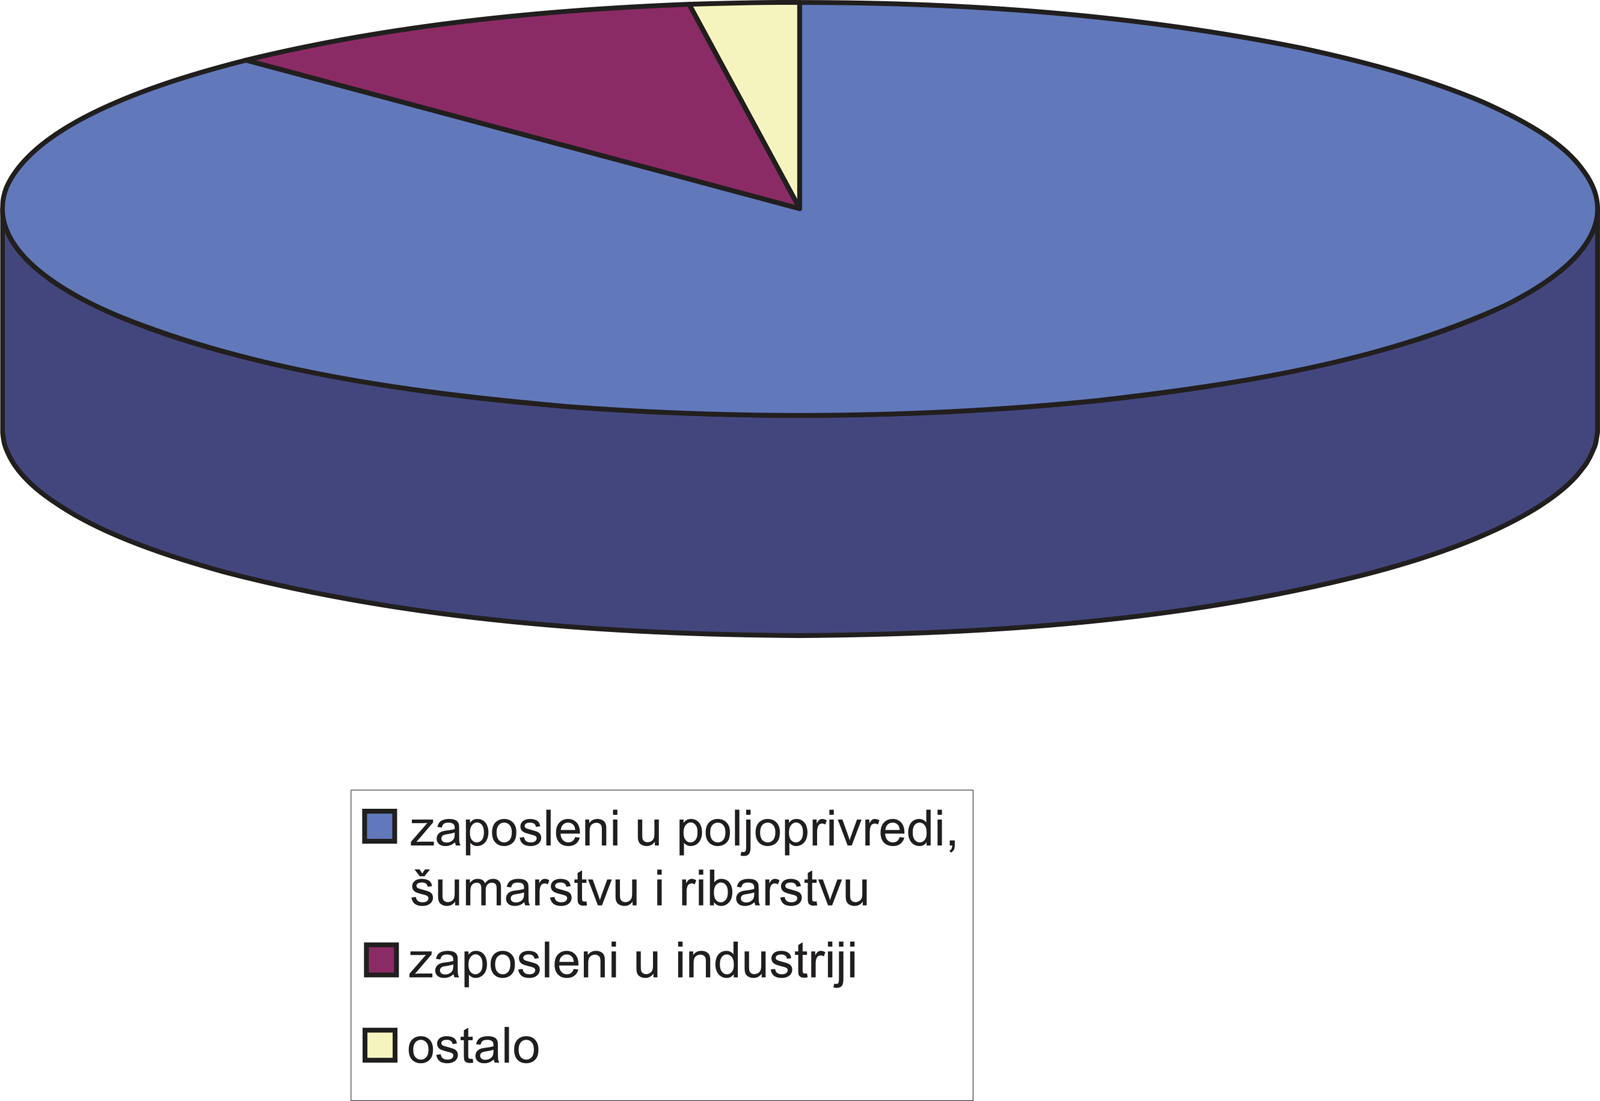 zaposleni u poljoprivredi,
šumarstvu i ribarstvu
zaposleni u industriji
ostalo